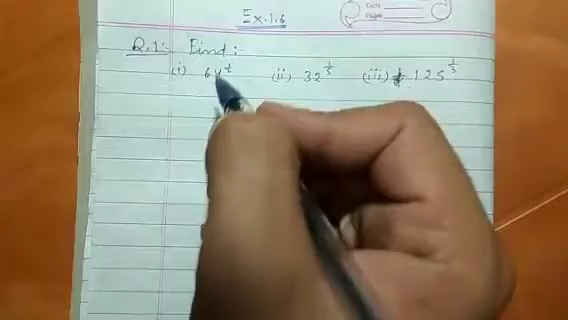 Ex.1.6
Date
Page
Q.1:- Find:-
(i) 64^1/2 (ii) 32^1/5 (iii) 125^1/3